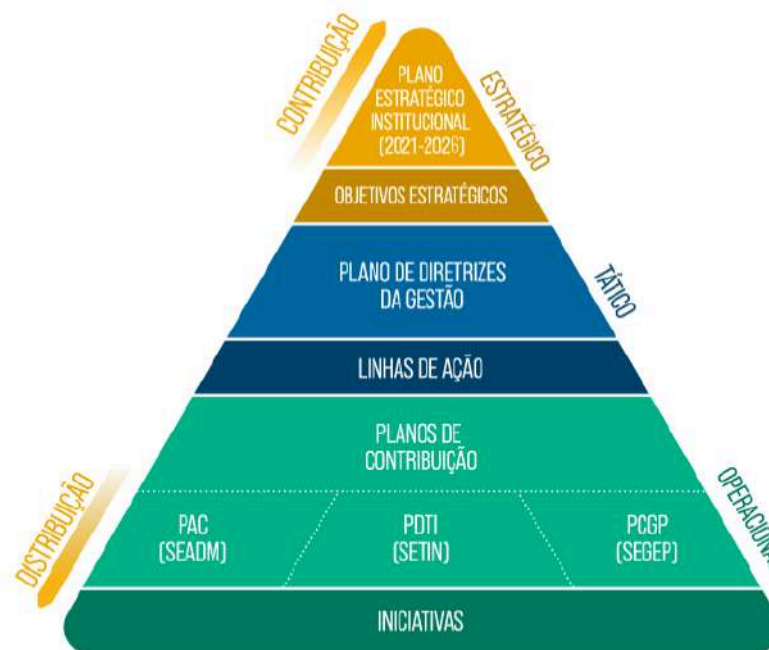 CONTRIBUIÇÃO
PLANO
ESTRATÉGICO
INSTITUCIONAL
(2021-2026)
ESTRATÉGICO
OBJETIVOS ESTRATÉGICOS
PLANO DE DIRETRIZES
DA GESTÃO
TÁTICO
LINHAS DE AÇÃO
PLANOS DE
CONTRIBUIÇÃO
DISTRIBUIÇÃO
PAC
(SEADM)
PDTI
(SETIN)
PCGP
(SEGEP)
OPERACIONA
INICIATIVAS